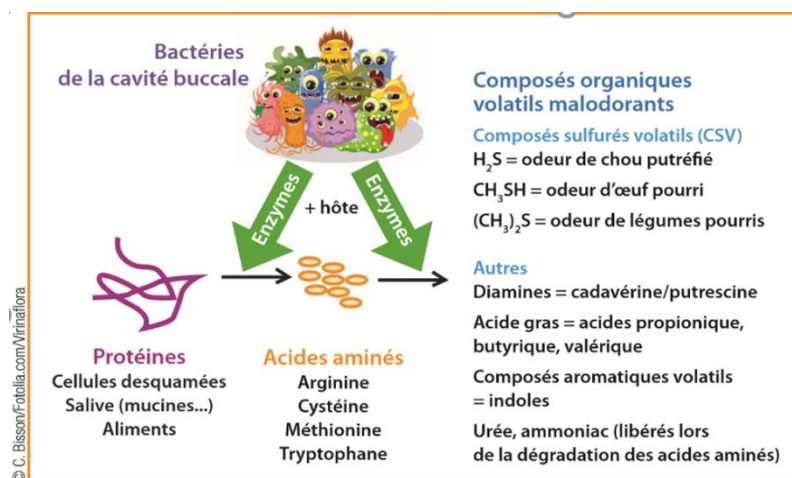 Bactéries
de la cavité buccale
Enzymes
+ hôte
Enzymes
Protéines
Cellules desquamées
Salive (mucines...)
Aliments
Acides aminés
Arginine
Cystéine
Méthionine
Tryptophane
Composés organiques
volatils malodorants
Composés sulfurés volatils (CSV)
H₂S = odeur de chou putréfié
CH₃SH = odeur d’œuf pourri
(CH₃)₂S = odeur de légumes pourris
Autres
Diamines = cadavérine/putrescine
Acide gras = acides propionique,
butyrique, valérique
Composés aromatiques volatils
= indoles
Urée, ammoniac (libérés lors
de la dégradation des acides aminés)
© C. Bisson/Fotolia.com/Virinaflora